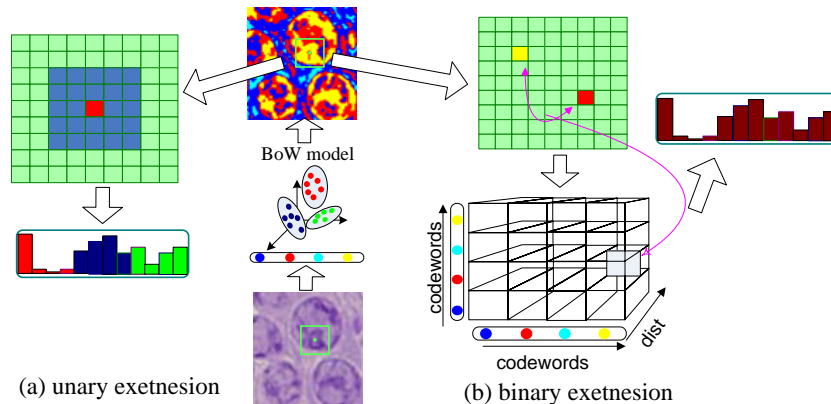 BoW model
codewords
codewords
dist
(a) unary exetnesion
(b) binary exetnesion